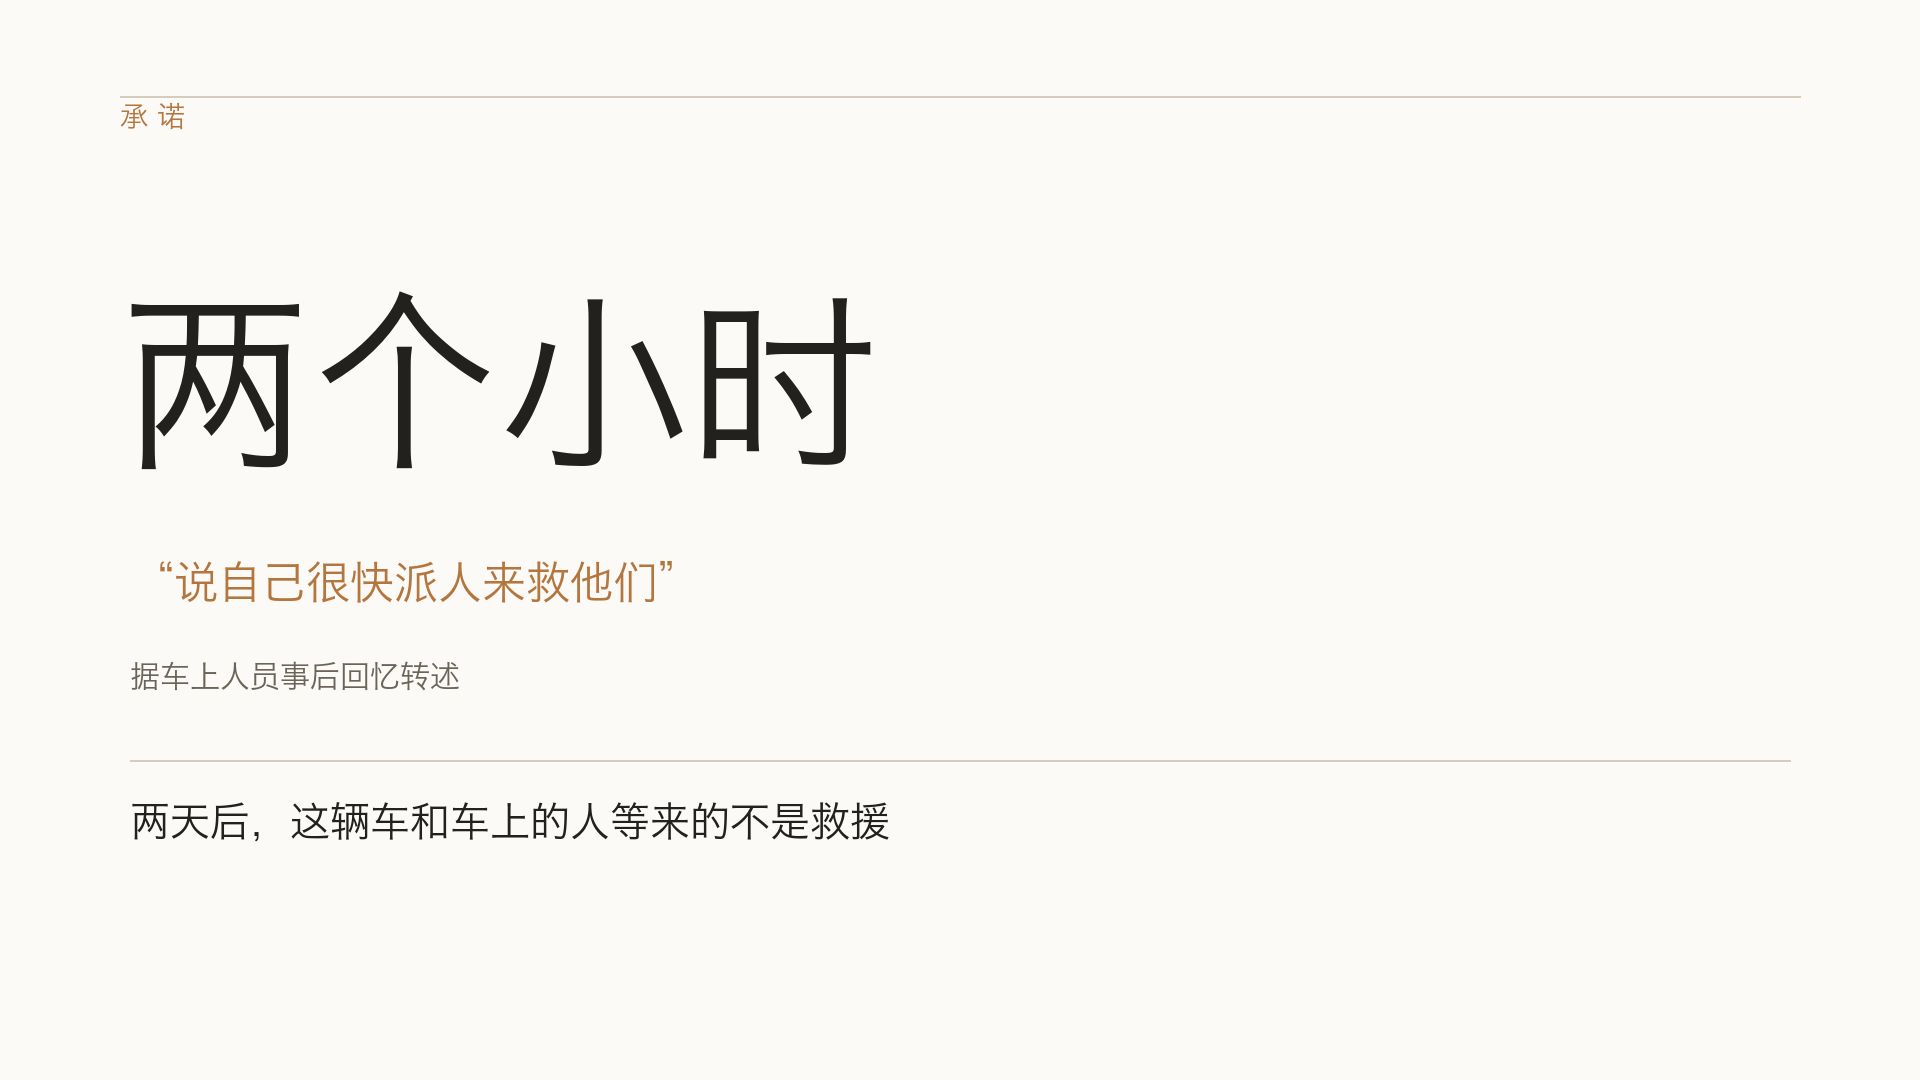 承诺
两个小时
“说自己很快派人来救他们”
据车上人员事后回忆转述
两天后，这辆车和车上的人等来的不是救援